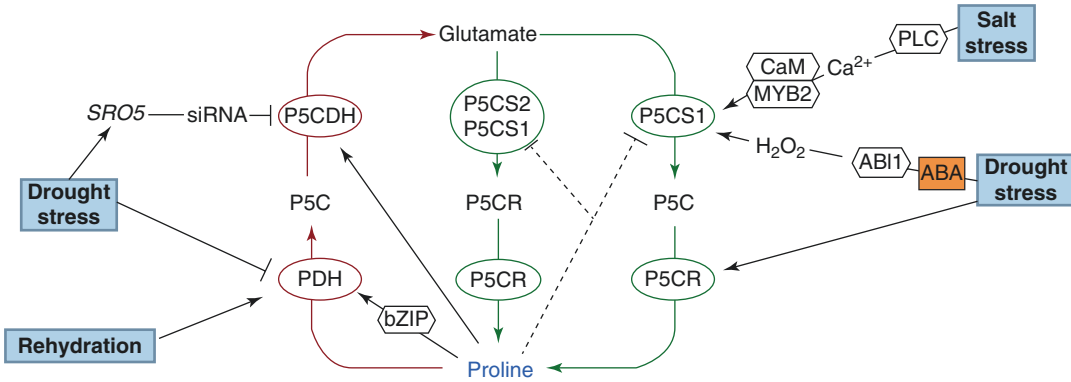 Salt
stress
PLC
Glutamate
CaM
Ca2+
MYB2
SRO5
siRNA
P5CDH
P5CS2
P5CS1
P5CS1
H2O2
ABI1
ABA
Drought
stress
Drought
stress
P5C
P5CR
P5C
PDH
P5CR
P5CR
bZIP
Rehydration
Proline